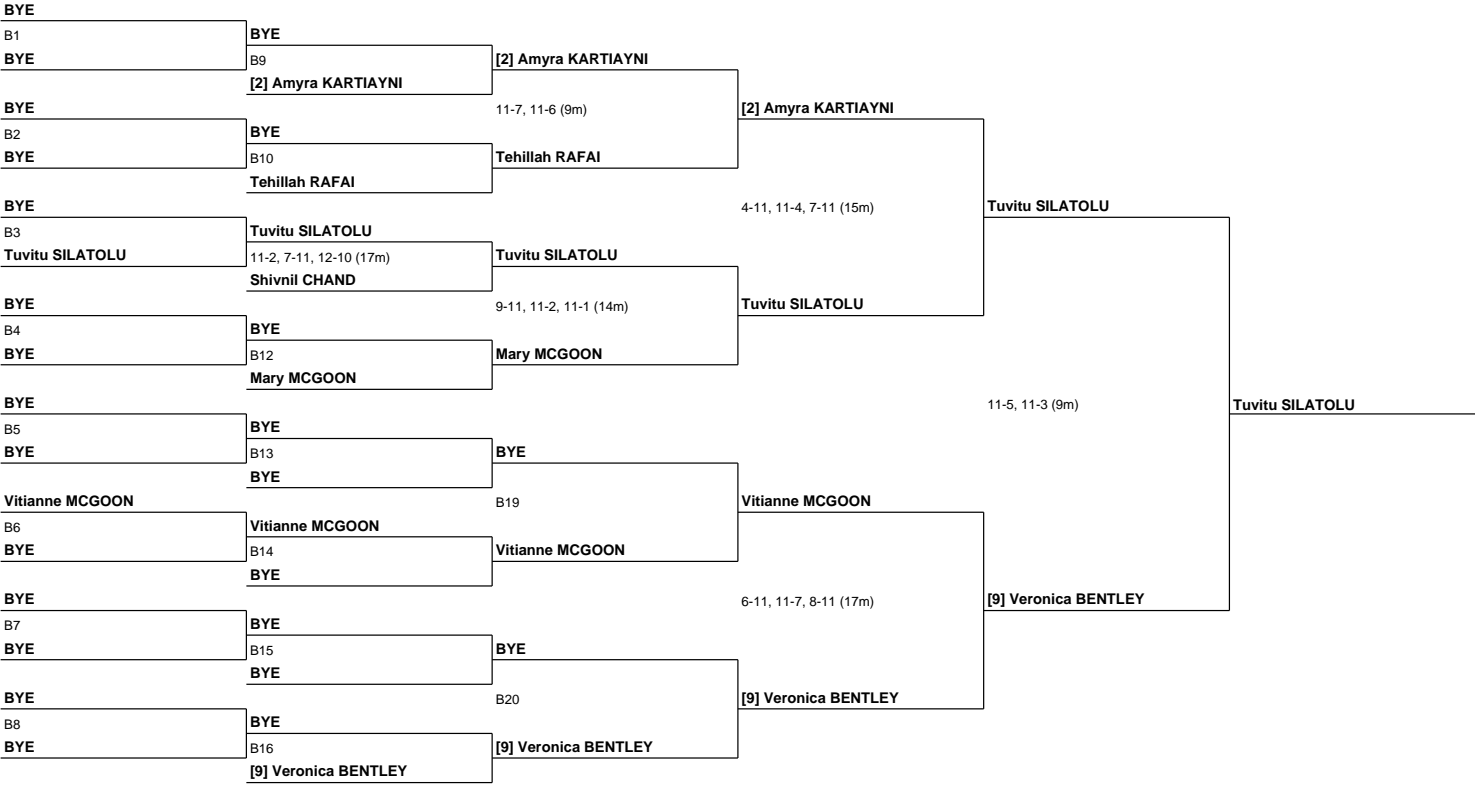 BYE
B1
BYE
BYE
B2
BYE
BYE
B3
Tuvitu SILATOLU
BYE
B4
BYE
BYE
B5
BYE
Vitianne MCGOON
B6
BYE
BYE
B7
BYE
BYE
B8
BYE
BYE
B9
[2] Amyra KARTIAYNI
BYE
B10
Tehillah RAFAI
Tuvitu SILATOLU
11-2, 7-11, 12-10 (17m)
Shivnil CHAND
BYE
B12
Mary MCGOON
BYE
B13
BYE
Vitianne MCGOON
B14
BYE
BYE
B15
BYE
BYE
B16
[9] Veronica BENTLEY
[2] Amyra KARTIAYNI
11-7, 11-6 (9m)
Tehillah RAFAI
Tuvitu SILATOLU
9-11, 11-2, 11-1 (14m)
Mary MCGOON
BYE
B19
Vitianne MCGOON
BYE
B20
[9] Veronica BENTLEY
[2] Amyra KARTIAYNI
4-11, 11-4, 7-11 (15m)
Tuvitu SILATOLU
Vitianne MCGOON
6-11, 11-7, 8-11 (17m)
[9] Veronica BENTLEY
Tuvitu SILATOLU
11-5, 11-3 (9m)
[9] Veronica BENTLEY
Tuvitu SILATOLU